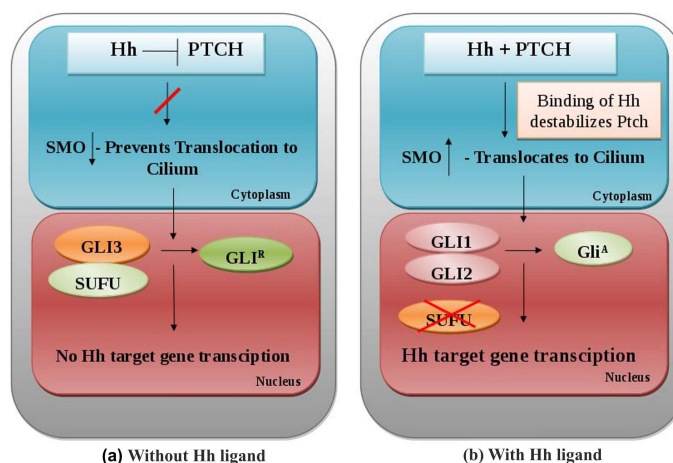 Hh PTCH
SMO - Prevents Translocation to
Cilium
Cytoplasm
GLI3
SUFU
GLIᴿ
No Hh target gene transciption
Nucleus
(a) Without Hh ligand
Hh + PTCH
Binding of Hh
destabilizes Ptch
SMO - Translocates to Cilium
Cytoplasm
GLI1
GLI2
Gliᴬ
SUFU
Hh target gene transciption
Nucleus
(b) With Hh ligand